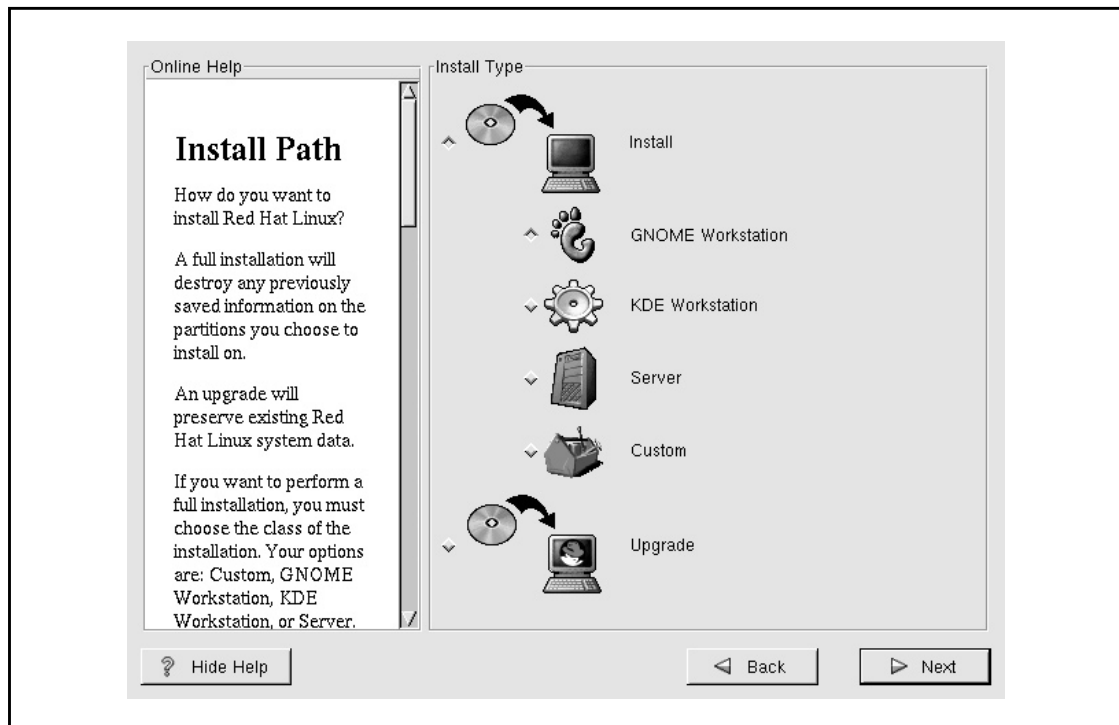 Online Help
Install Path
How do you want to
install Red Hat Linux?
A full installation will
destroy any previously
saved information on the
partitions you choose to
install on.
An upgrade will
preserve existing Red
Hat Linux system data.
If you want to perform a
full installation, you must
choose the class of the
installation. Your options
are: Custom, GNOME
Workstation, KDE
Workstation, or Server.
Install Type
Install
GNOME Workstation
KDE Workstation
Server
Custom
Upgrade
Hide Help
Back
Next